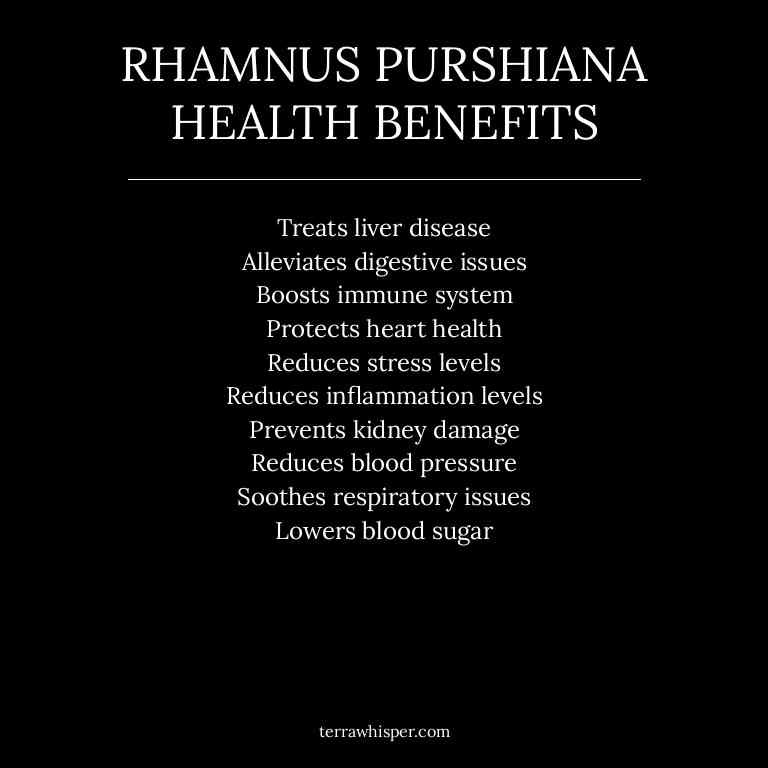 RHAMNUS PURSHIANA
HEALTH BENEFITS
Treats liver disease
Alleviates digestive issues
Boosts immune system
Protects heart health
Reduces stress levels
Reduces inflammation levels
Prevents kidney damage
Reduces blood pressure
Soothes respiratory issues
Lowers blood sugar
terrawhisper.com